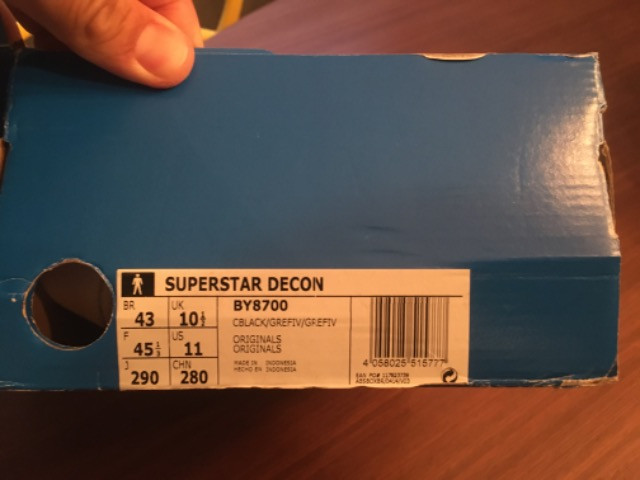 SUPERSTAR DECON
BR 43 UK 10½
F 45⅓ US 11
J 290 CHN 280
BY8700
CBLACK/GREFIV/GREFIV
ORIGINALS
ORIGINALS
MADE IN INDONESIA
HECHO EN INDONESIA
4 058025 515777